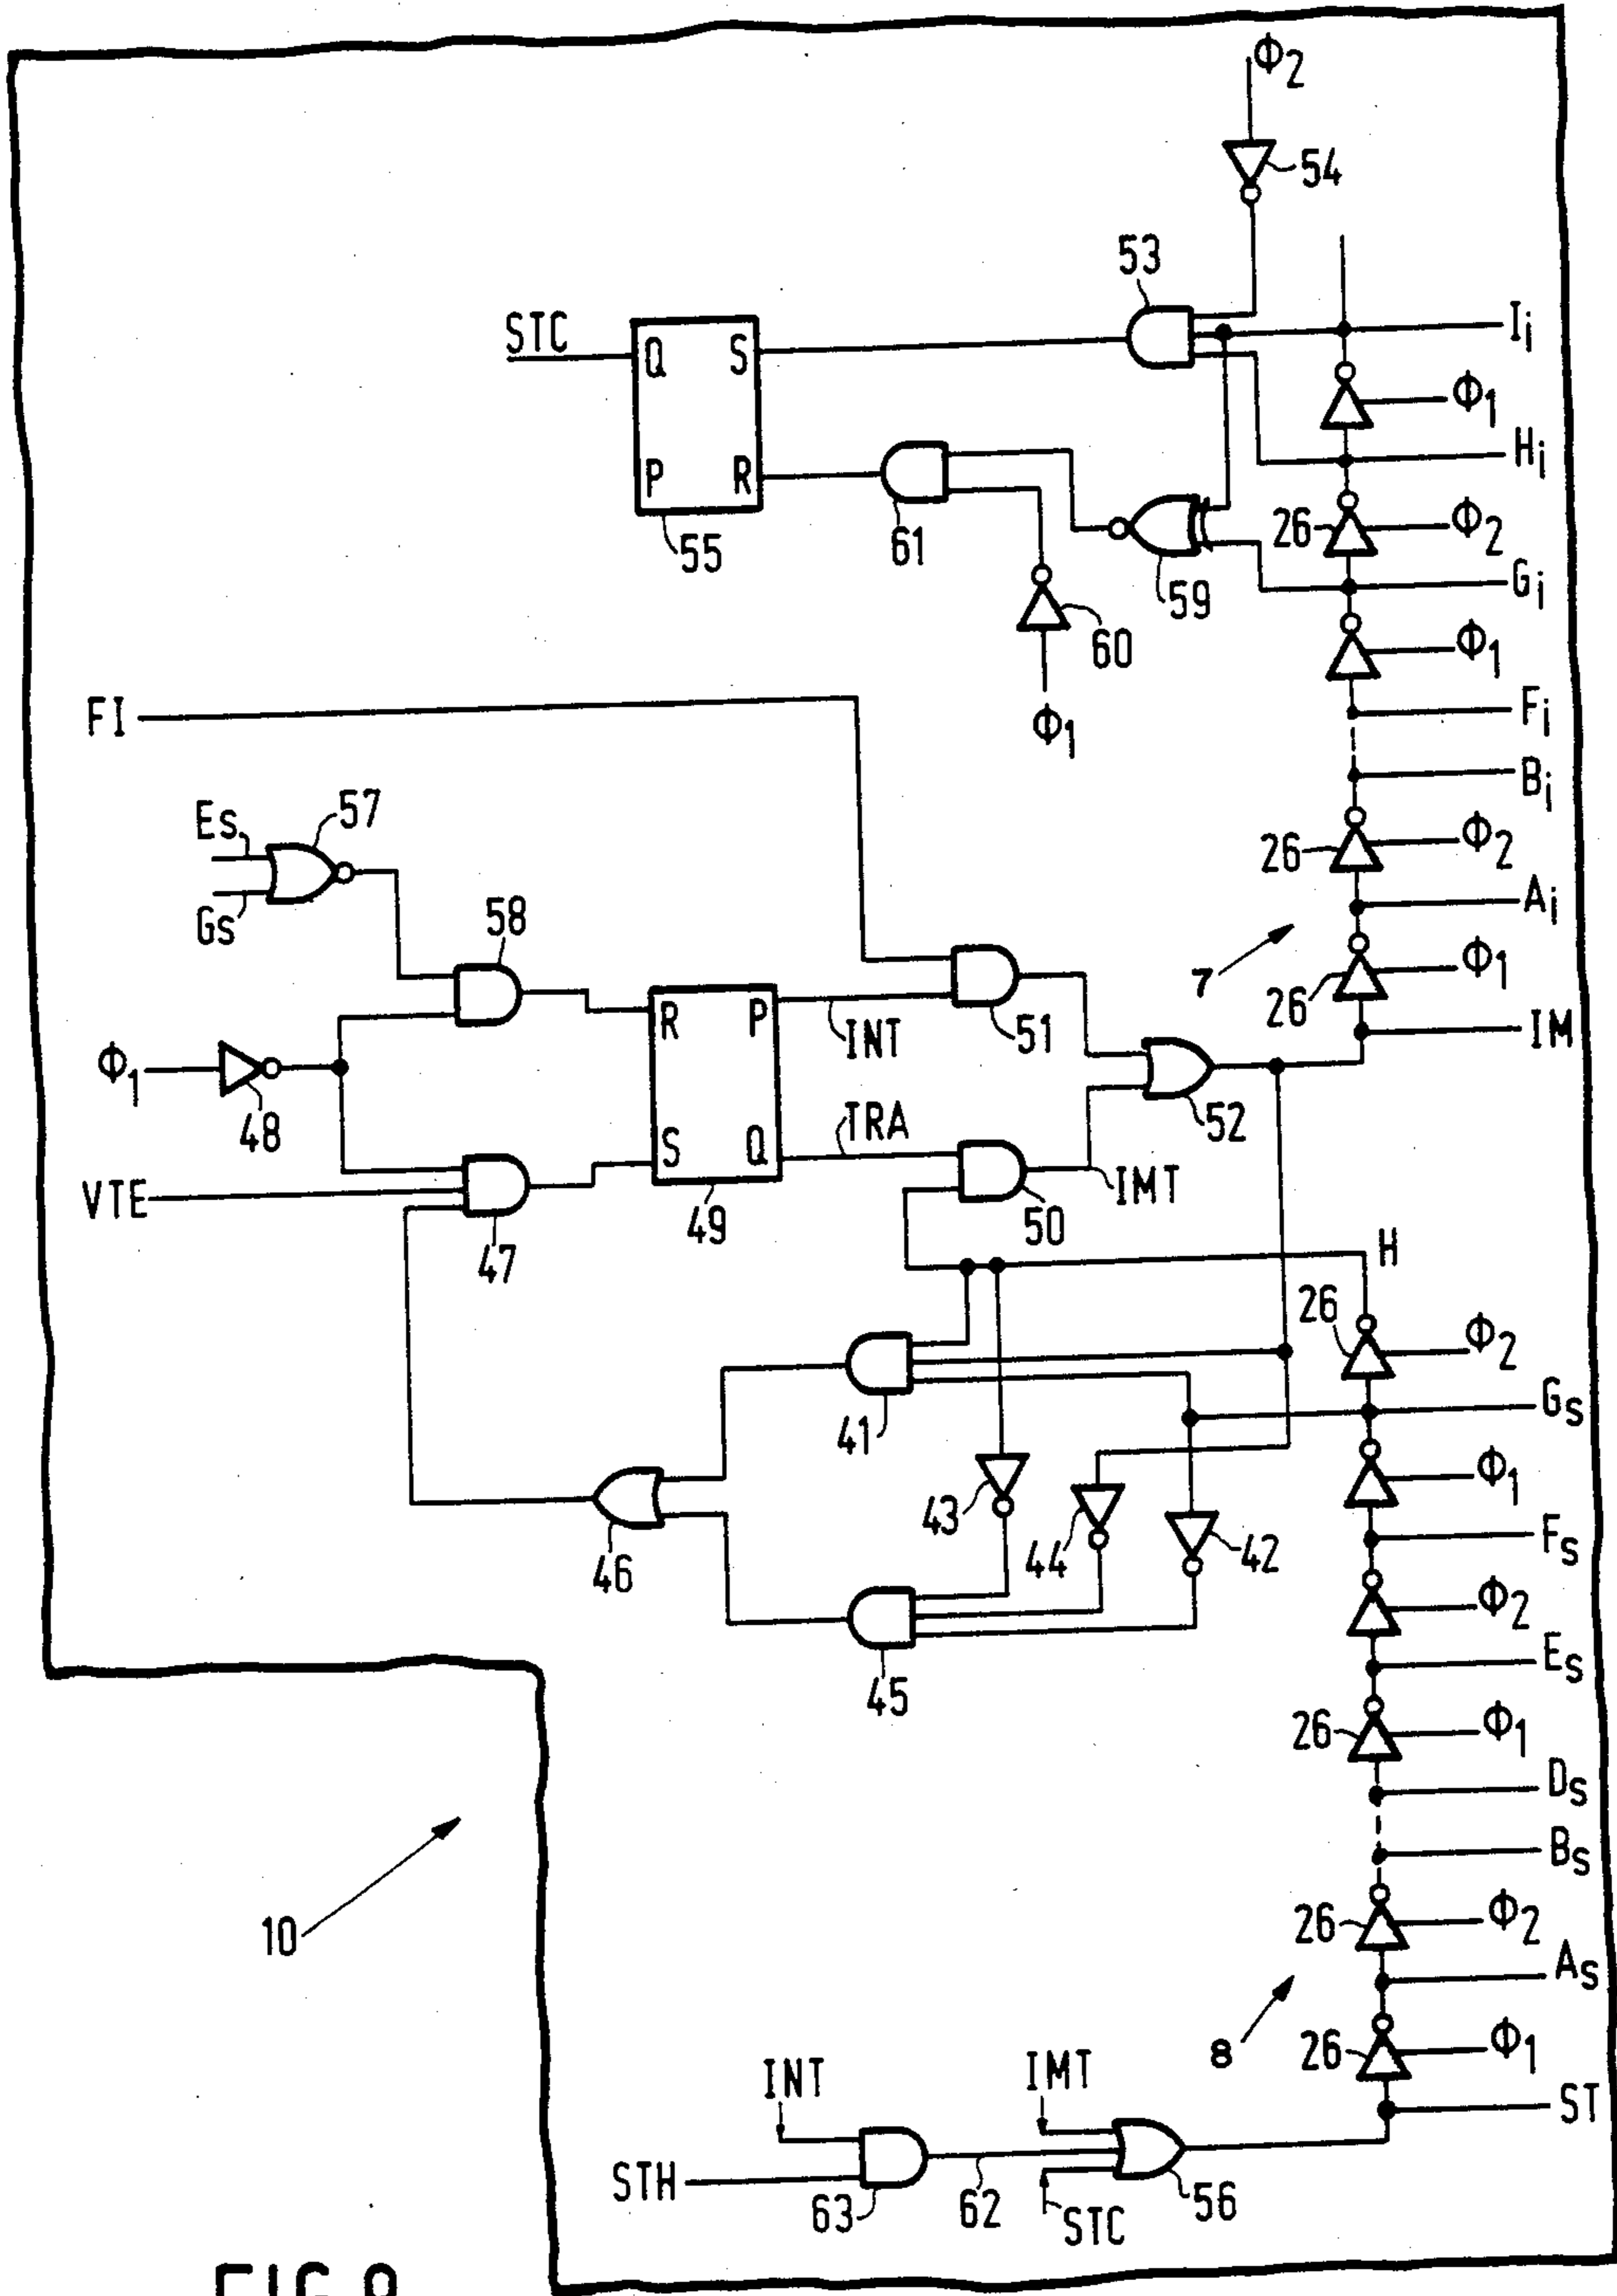 Φ2
54
53
STC
Q
S
Ii
Φ1
Hi
P
R
61
26
Φ2
55
59
Gi
60
Φ1
FI
Φ1
Fi
Bi
Es
57
26
Φ2
Gs
58
Ai
7
Φ1
R
P
INT
51
26
IM
Φ1
48
TRA
52
S
Q
IMT
VTE
49
50
47
H
26
Φ2
41
Gs
43
Φ1
46
44
42
Fs
Φ2
45
Es
26
Φ1
Ds
Bs
10
26
Φ2
As
8
26
Φ1
INT
IMT
ST
STH
63
62
STC
56
FIG.9